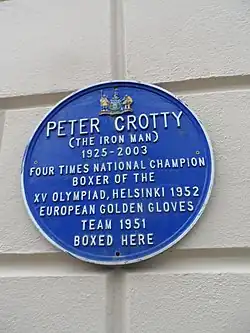 PETER CROTTY
(THE IRON MAN)
1925-2003
FOUR TIMES NATIONAL CHAMPION
BOXER OF THE
XV OLYMPIAD, HELSINKI 1952
EUROPEAN GOLDEN GLOVES
TEAM 1951
BOXED HERE